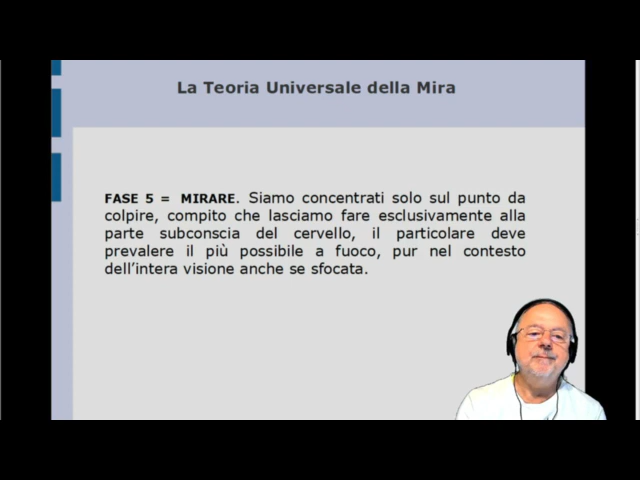 La Teoria Universale della Mira
FASE 5 = MIRARE. Siamo concentrati solo sul punto da
colpire, compito che lasciamo fare esclusivamente alla
parte subconscia del cervello, il particolare deve
prevalere il più possibile a fuoco, pur nel contesto
dell’intera visione anche se sfocata.